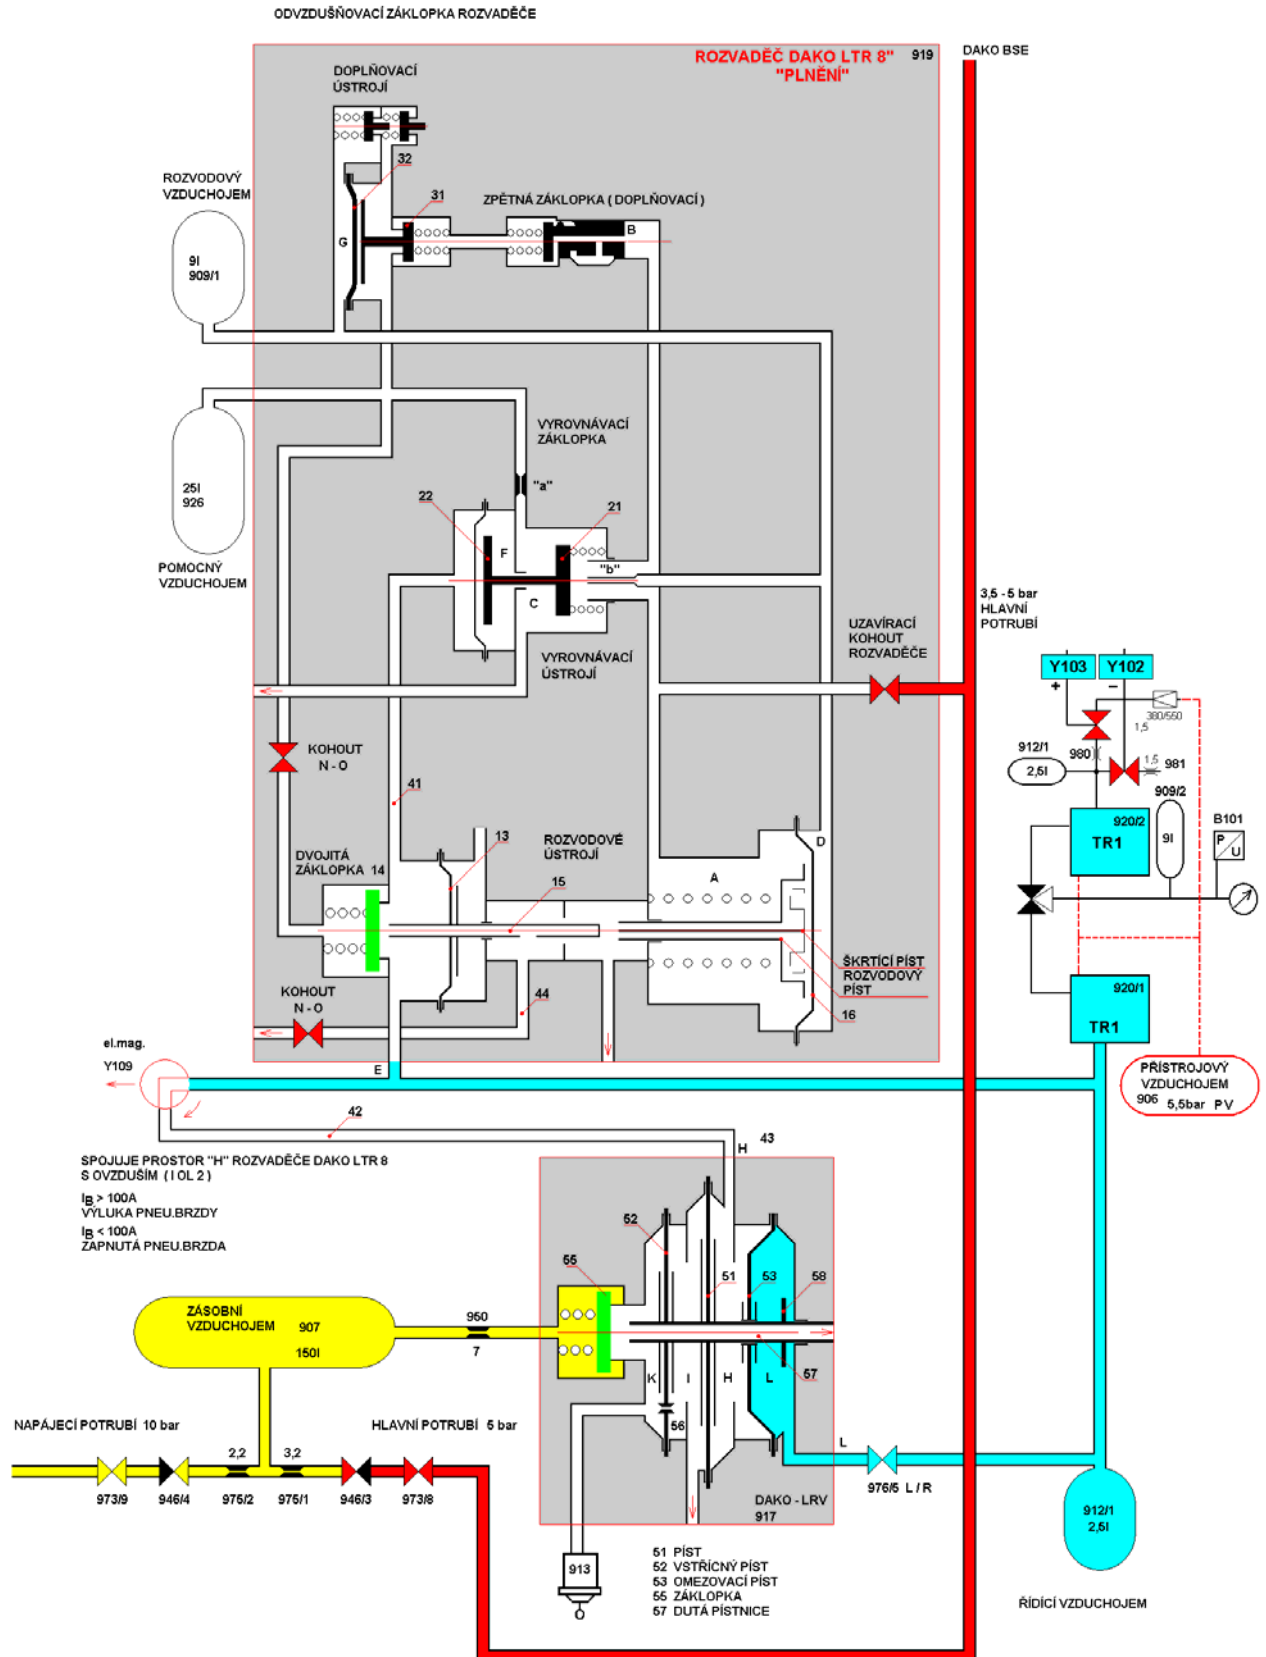 ODVZDUŠŇOVACÍ ZÁKLOPKA ROZVADĚČE
ROZVADĚČ DAKO LTR 8"
"PLNĚNÍ"
919
DAKO BSE
DOPLŇOVACÍ
ÚSTROJÍ
32
ROZVODOVÝ
VZDUCHOJEM
31
ZPĚTNÁ ZÁKLOPKA ( DOPLŇOVACÍ )
B
G
9l
909/1
VYROVNÁVACÍ
ZÁKLOPKA
25l
926
"a"
22
21
F
"b"
C
POMOCNÝ
VZDUCHOJEM
3,5 - 5 bar
HLAVNÍ
POTRUBÍ
UZAVÍRACÍ
KOHOUT
ROZVADĚČE
VYROVNÁVACÍ
ÚSTROJÍ
Y103
Y102
+
–
380/550
1,5
KOHOUT
N - O
912/1
980
1,5
981
2,5l
41
909/2
920/2
TR1
9l
B101
P
U
13
ROZVODOVÉ
ÚSTROJÍ
D
DVOJITÁ
ZÁKLOPKA 14
15
A
ŠKRTÍCÍ PÍST
ROZVODOVÝ
PÍST
KOHOUT
N - O
44
16
920/1
TR1
el.mag.
Y109
E
PŘÍSTROJOVÝ
VZDUCHOJEM
906 5,5bar PV
42
43
H
SPOJUJE PROSTOR "H" ROZVADĚČE DAKO LTR 8
S OVZDUŠÍM ( I OL 2 )
IB > 100A
VÝLUKA PNEU.BRZDY
IB < 100A
ZAPNUTÁ PNEU.BRZDA
52
55
51
53
58
ZÁSOBNÍ
VZDUCHOJEM
907
150l
950
7
K
I
H
L
57
56
NAPÁJECÍ POTRUBÍ 10 bar
HLAVNÍ POTRUBÍ 5 bar
L
2,2
3,2
973/9
946/4
975/2
975/1
946/3
973/8
976/5 L / R
DAKO - LRV
917
912/1
2,5l
913
51 PÍST
52 VSTŘÍCNÝ PÍST
53 OMEZOVACÍ PÍST
55 ZÁKLOPKA
57 DUTÁ PÍSTNICE
ŘÍDÍCÍ VZDUCHOJEM